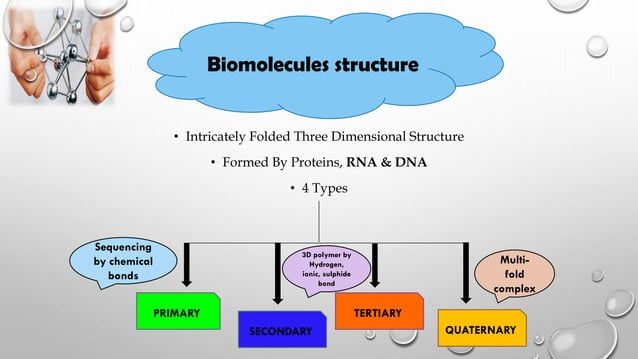 Biomolecules structure
• Intricately Folded Three Dimensional Structure
• Formed By Proteins, RNA & DNA
• 4 Types
Sequencing
by chemical
bonds
3D polymer by
Hydrogen,
ionic, sulphide
bond
Multi-
fold
complex
PRIMARY
SECONDARY
TERTIARY
QUATERNARY